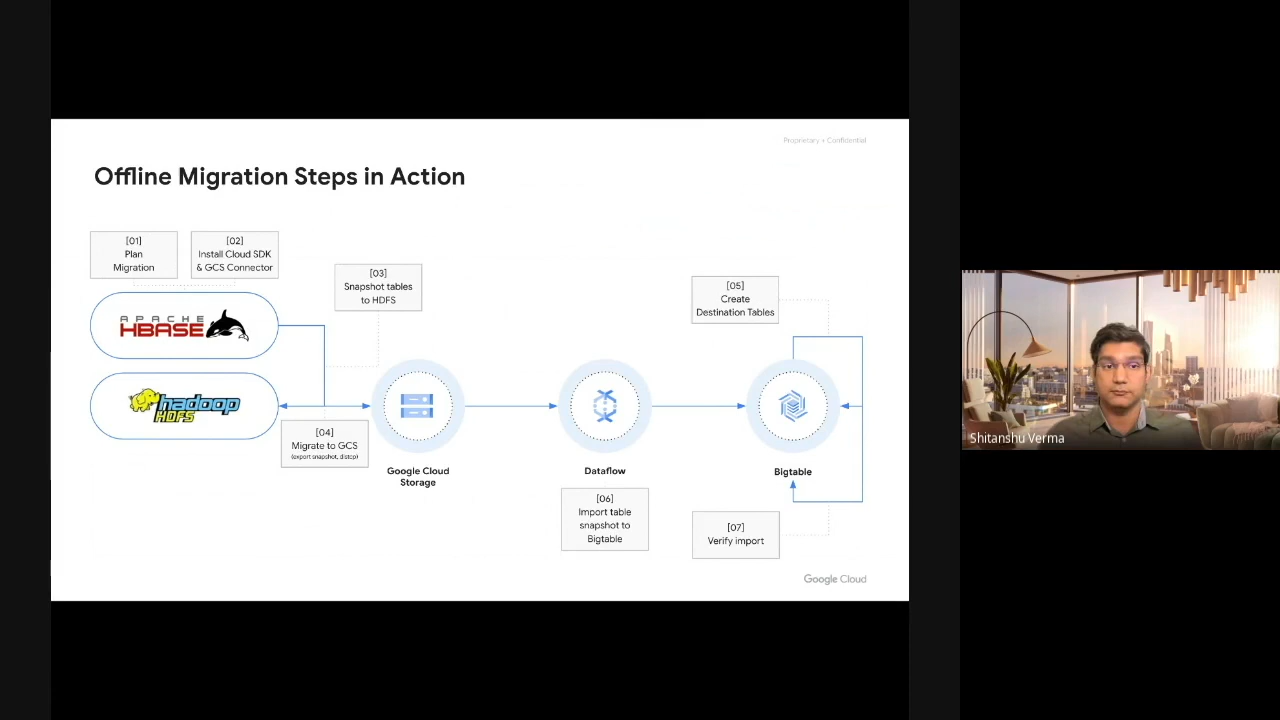 Proprietary + Confidential
Offline Migration Steps in Action
[01]
Plan
Migration
[02]
Install Cloud SDK
& GCS Connector
[03]
Snapshot tables
to HDFS
[05]
Create
Destination Tables
APACHE
HBASE
hadoop
HDFS
[04]
Migrate to GCS
(export snapshot, distcp)
Google Cloud
Storage
Dataflow
Bigtable
[06]
Import table
snapshot to
Bigtable
[07]
Verify import
Google Cloud
Shitanshu Verma